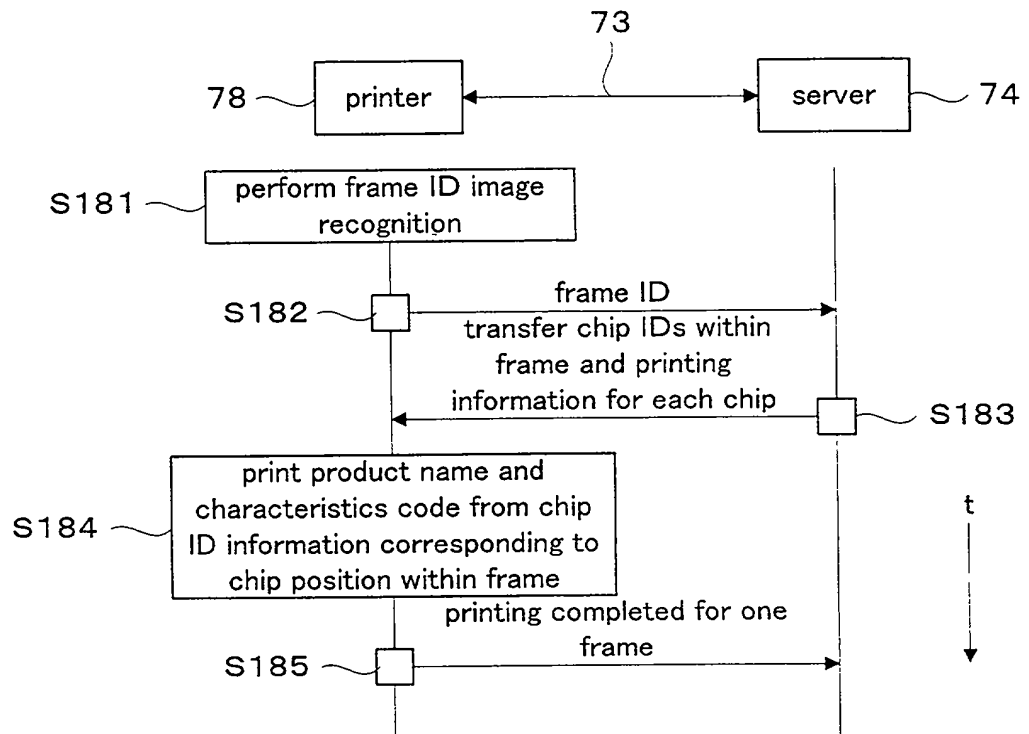 73
78
printer
server
74
S181
perform frame ID image
recognition
S182
frame ID
transfer chip IDs within
frame and printing
information for each chip
S183
S184
print product name and
characteristics code from chip
ID information corresponding to
chip position within frame
t
printing completed for one
frame
S185